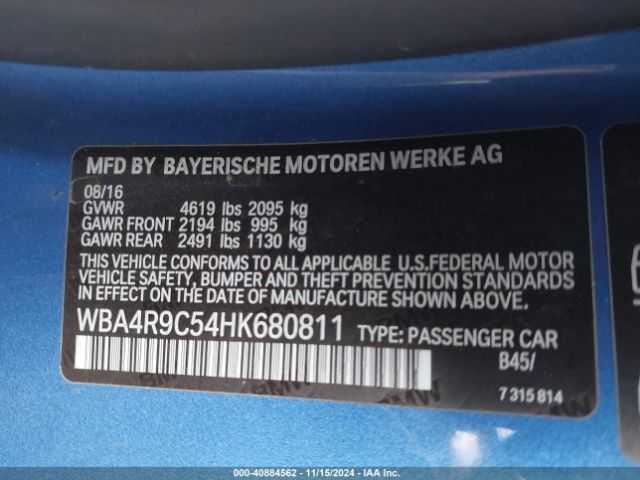 MFD BY BAYERISCHE MOTOREN WERKE AG
08/16
GVWR 4619 lbs 2095 kg
GAWR FRONT 2194 lbs 995 kg
GAWR REAR 2491 lbs 1130 kg
THIS VEHICLE CONFORMS TO ALL APPLICABLE U.S.FEDERAL MOTOR
VEHICLE SAFETY, BUMPER AND THEFT PREVENTION STANDARDS
IN EFFECT ON THE DATE OF MANUFACTURE SHOWN ABOVE.
WBA4R9C54HK680811 TYPE: PASSENGER CAR
B45/
7 315 814
000-40884562 - 11/15/2024 - IAA Inc.